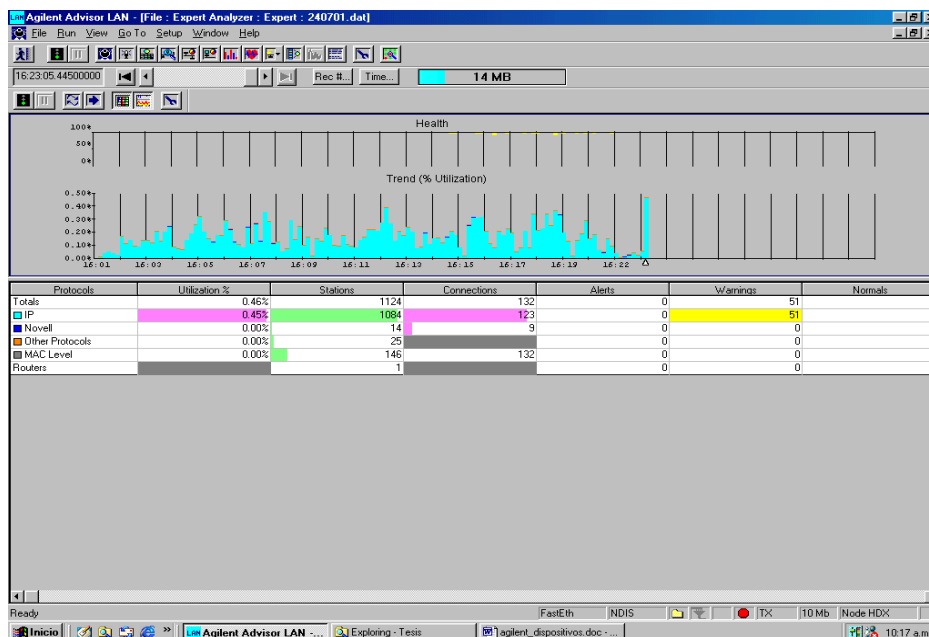 LAN Agilent Advisor LAN - [File : Expert Analyzer : Expert : 240701.dat]
File Run View Go To Setup Window Help
16:23:05.44500000 Rec #... Time... 14 MB
Health
100%
50%
0%
Trend (% Utilization)
0.50%
0.40%
0.30%
0.20%
0.10%
0.00%
16:01 16:03 16:05 16:07 16:09 16:11 16:13 16:15 16:17 16:19 16:22
Protocols Utilization % Stations Connections Alerts Warnings Normals
Totals 0.46% 1124 132 0 51
IP 0.45% 1084 123 0 51
Novell 0.00% 14 9 0 0
Other Protocols 0.00% 25 0 0
MAC Level 0.00% 146 132 0 0
Routers 1 0 0
Ready FastEth NDIS TX 10 Mb Node HDX
Inicio » LAN Agilent Advisor LAN -... Exploring - Tesis agilent_dispositivos.doc - ... 10:17 a.m.